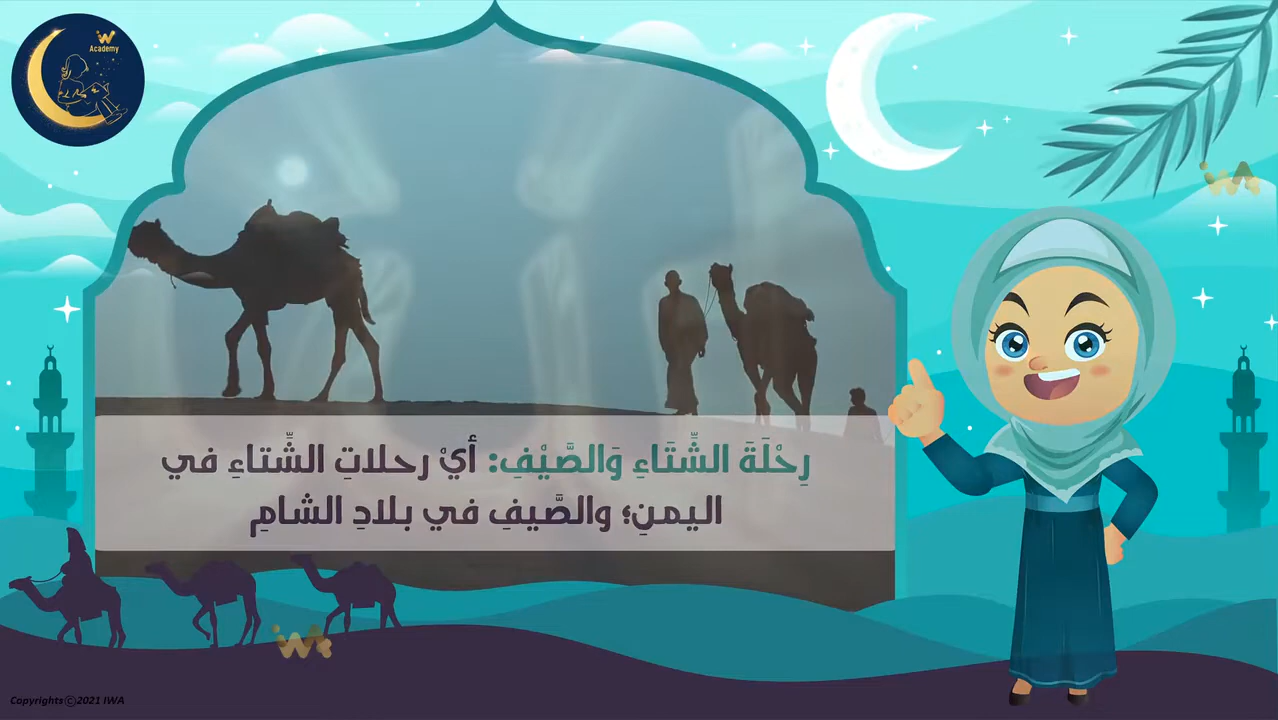 Academy
رِحْلَةَ الشِّتَاءِ وَالصَّيْفِ: أيْ رحلاتِ الشِّتاءِ في
اليمنِ؛ والصَّيفِ في بلادِ الشامِ
Copyrights©2021 IWA